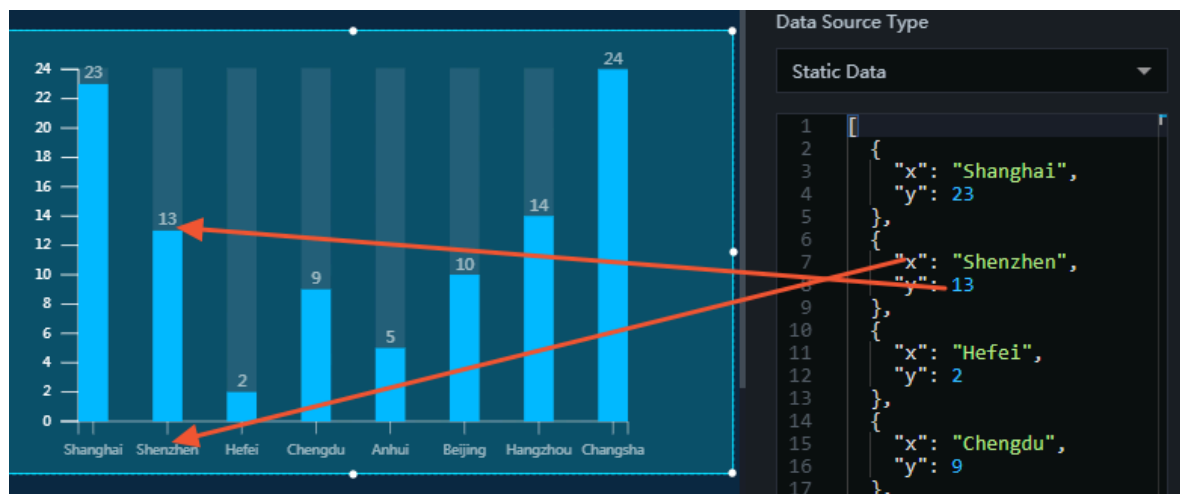 24
22
20
18
16
14
12
10
8
6
4
2
0
23
13
2
9
5
10
14
24
Shanghai Shenzhen Hefei Chengdu Anhui Beijing Hangzhou Changsha
Data Source Type
Static Data
1 [
2 {
3 "x": "Shanghai",
4 "y": 23
5 },
6 {
7 "x": "Shenzhen",
8 "y": 13
9 },
10 {
11 "x": "Hefei",
12 "y": 2
13 },
14 {
15 "x": "Chengdu",
16 "y": 9
17 },